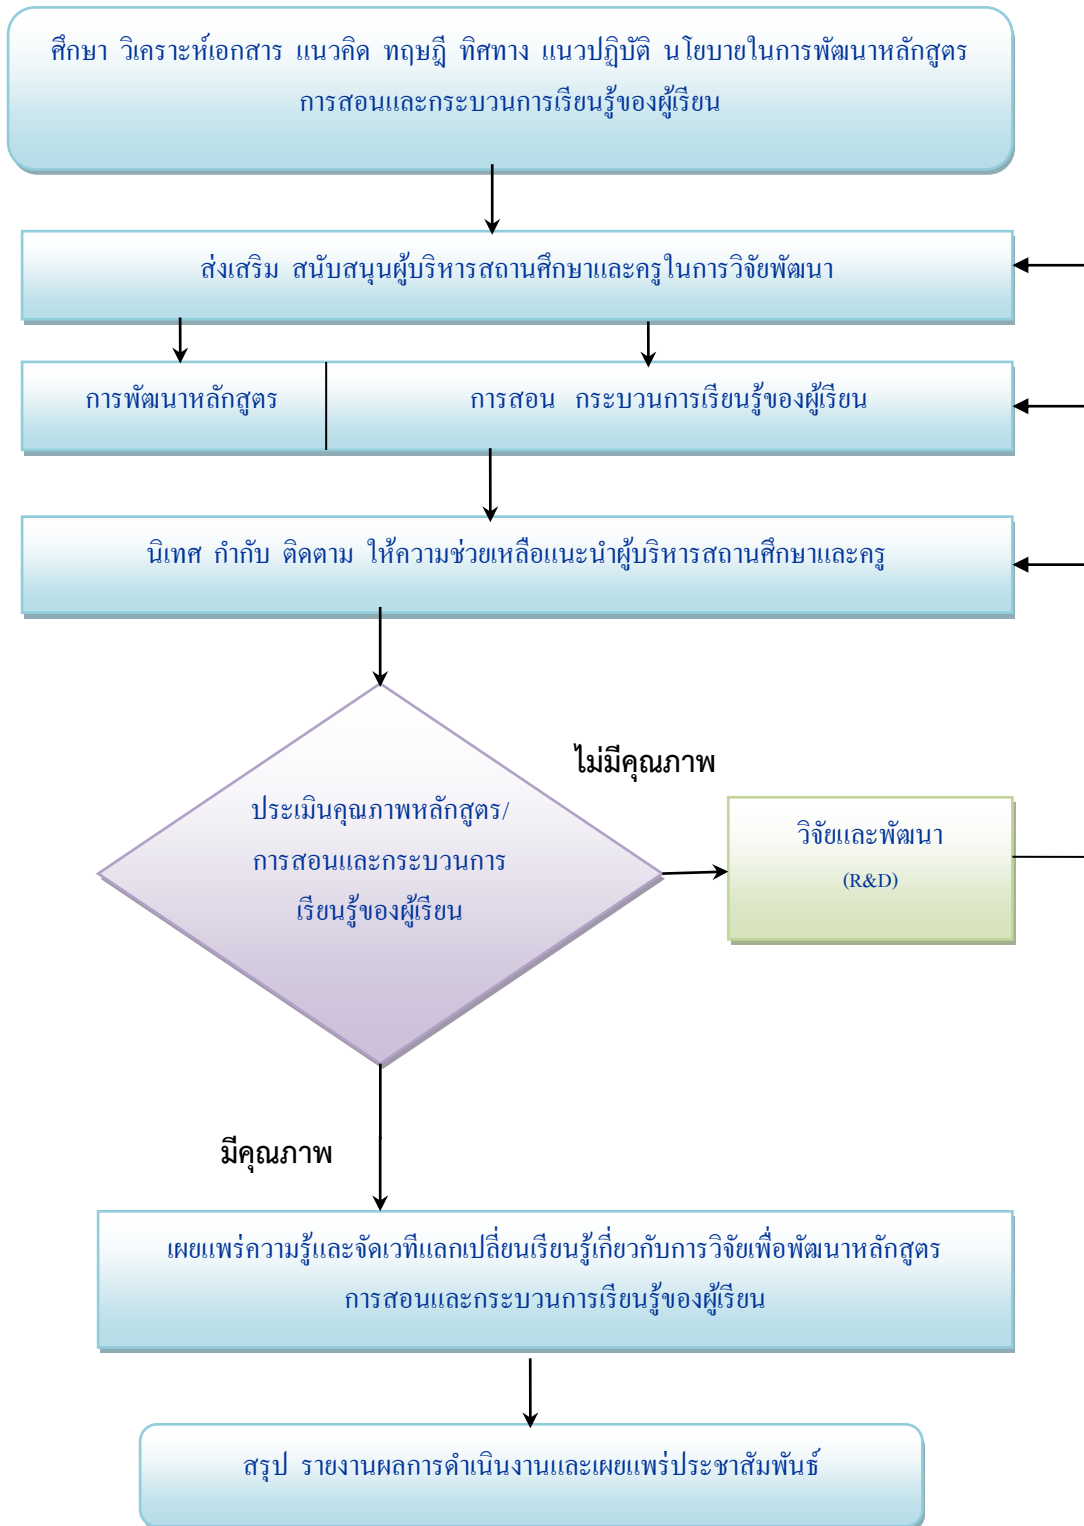 ศึกษา วิเคราะห์เอกสาร แนวคิด ทฤษฎี ทิศทาง แนวปฏิบัติ นโยบายในการพัฒนาหลักสูตร
การสอนและกระบวนการเรียนรู้ของผู้เรียน
ส่งเสริม สนับสนุนผู้บริหารสถานศึกษาและครูในการวิจัยพัฒนา
การพัฒนาหลักสูตร
การสอน กระบวนการเรียนรู้ของผู้เรียน
นิเทศ กำกับ ติดตาม ให้ความช่วยเหลือแนะนำผู้บริหารสถานศึกษาและครู
ไม่มีคุณภาพ
ประเมินคุณภาพหลักสูตร/
การสอนและกระบวนการ
เรียนรู้ของผู้เรียน
วิจัยและพัฒนา
(R&D)
มีคุณภาพ
เผยแพร่ความรู้และจัดเวทีแลกเปลี่ยนเรียนรู้เกี่ยวกับการวิจัยเพื่อพัฒนาหลักสูตร
การสอนและกระบวนการเรียนรู้ของผู้เรียน
สรุป รายงานผลการดำเนินงานและเผยแพร่ประชาสัมพันธ์